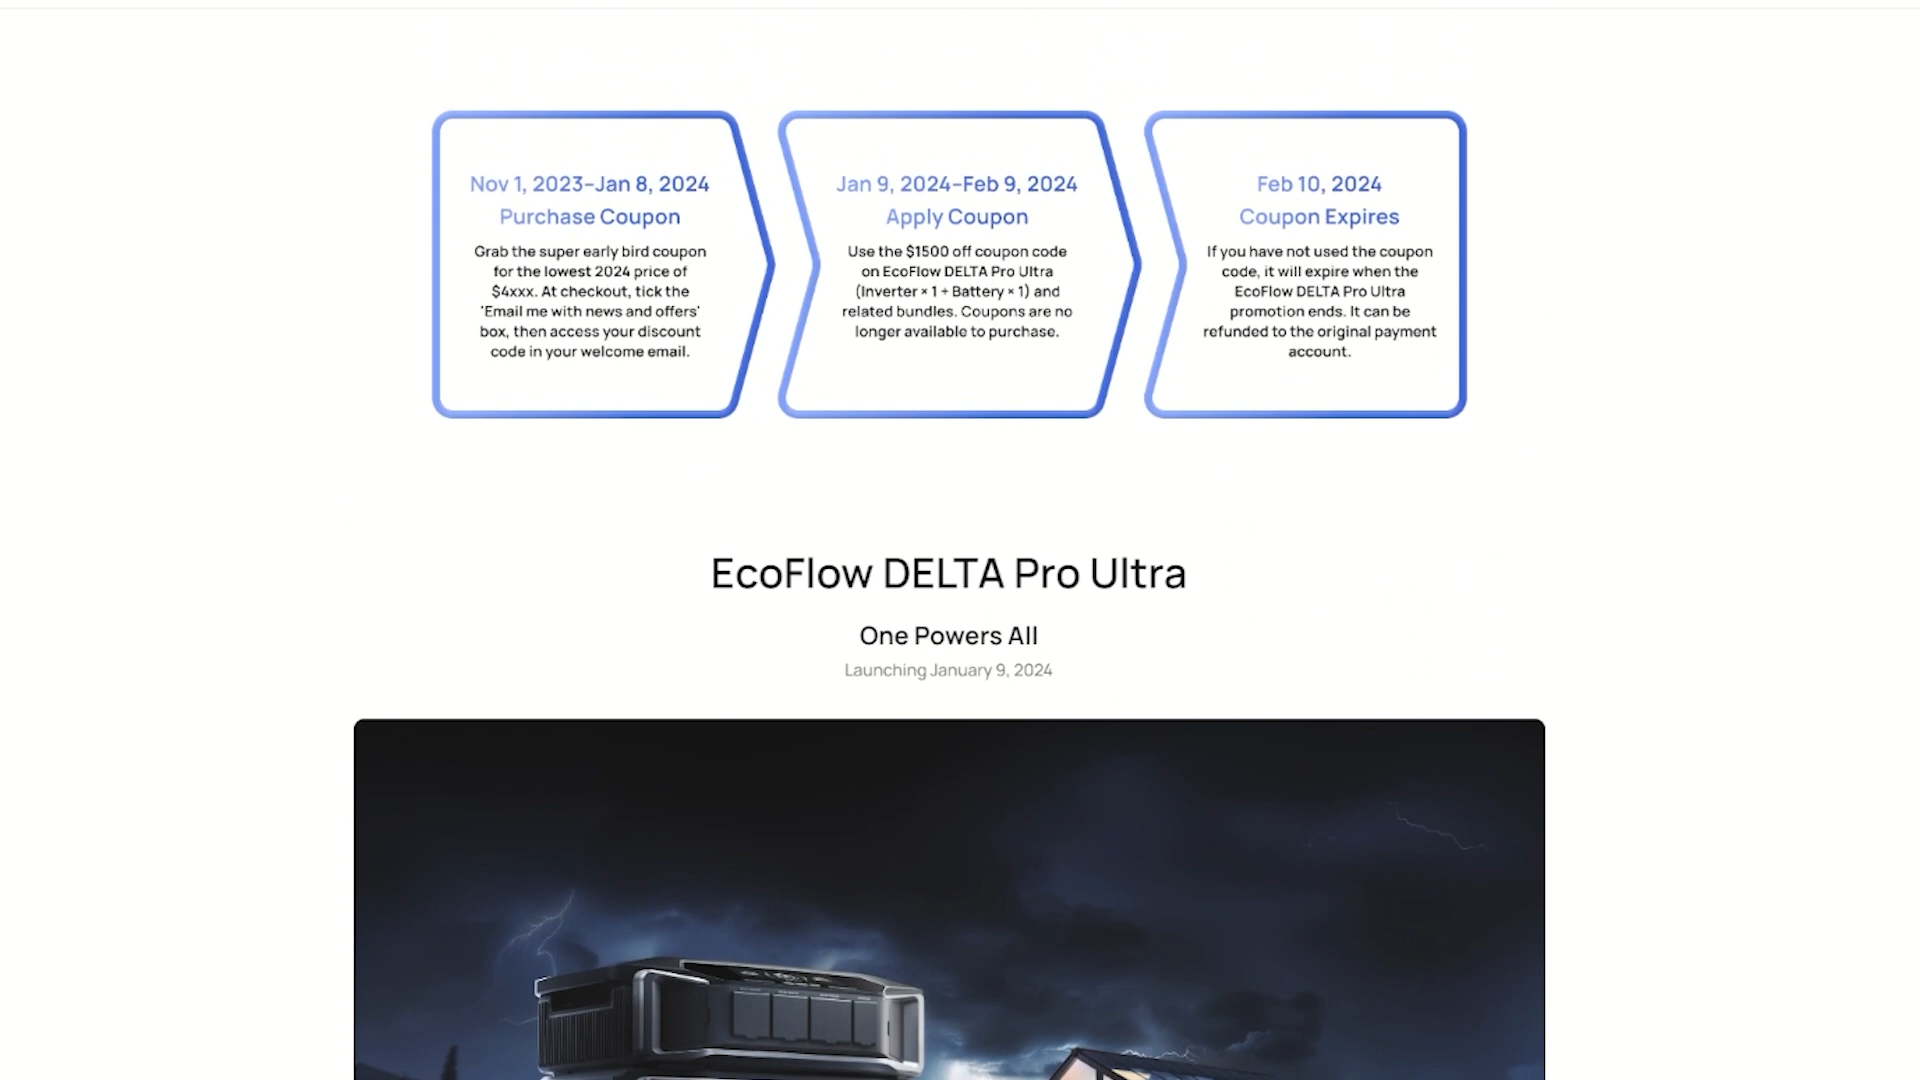 Nov 1, 2023–Jan 8, 2024
Purchase Coupon
Grab the super early bird coupon
for the lowest 2024 price of
$4xxx. At checkout, tick the
'Email me with news and offers'
box, then access your discount
code in your welcome email.
Jan 9, 2024–Feb 9, 2024
Apply Coupon
Use the $1500 off coupon code
on EcoFlow DELTA Pro Ultra
(Inverter × 1 + Battery × 1) and
related bundles. Coupons are no
longer available to purchase.
Feb 10, 2024
Coupon Expires
If you have not used the coupon
code, it will expire when the
EcoFlow DELTA Pro Ultra
promotion ends. It can be
refunded to the original payment
account.
EcoFlow DELTA Pro Ultra
One Powers All
Launching January 9, 2024